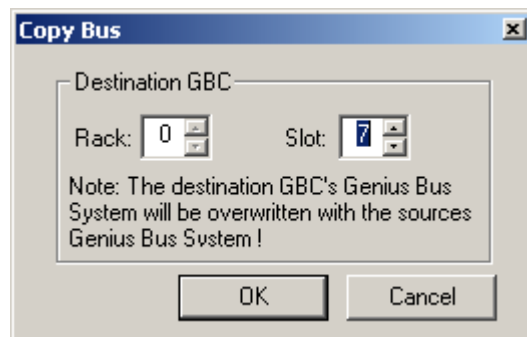 Copy Bus
Destination GBC
Rack: 0 Slot: 7
Note: The destination GBC's Genius Bus
System will be overwritten with the sources
Genius Bus System !
OK Cancel